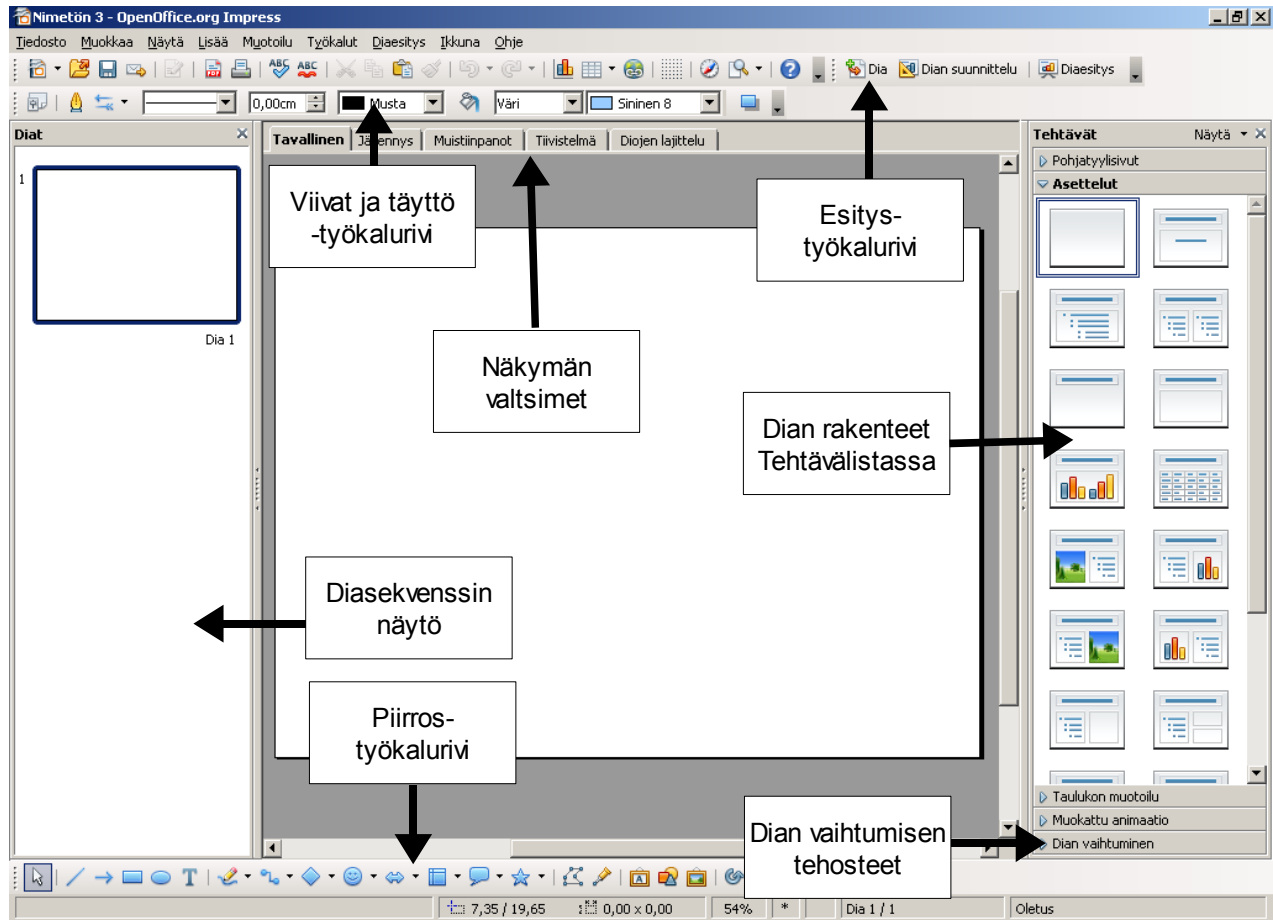 Nimetön 3 - OpenOffice.org Impress
Tiedosto Muokkaa Näytä Lisää Muotoilu Työkalut Diaesitys Ikkuna Ohje
ABC ABC Dia Dian suunnittelu Diaesitys
0,00cm Musta Väri Sininen 8
Diat
Tavallinen Jäsennys Muistiinpanot Tiivistelmä Diojen lajittelu
Tehtävät Näytä
Pohjatyylisivut
Asettelut
1
Dia 1
Viivat ja täyttö
-työkalurivi
Esitys-
työkalurivi
Näkymän
valtsimet
Dian rakenteet
Tehtävälistassa
Diasekvenssin
näytö
Piirros-
työkalurivi
Dian vaihtumisen
tehosteet
Taulukon muotoilu
Muokattu animaatio
Dian vaihtuminen
7,35 / 19,65 0,00 x 0,00 54% * Dia 1 / 1 Oletus